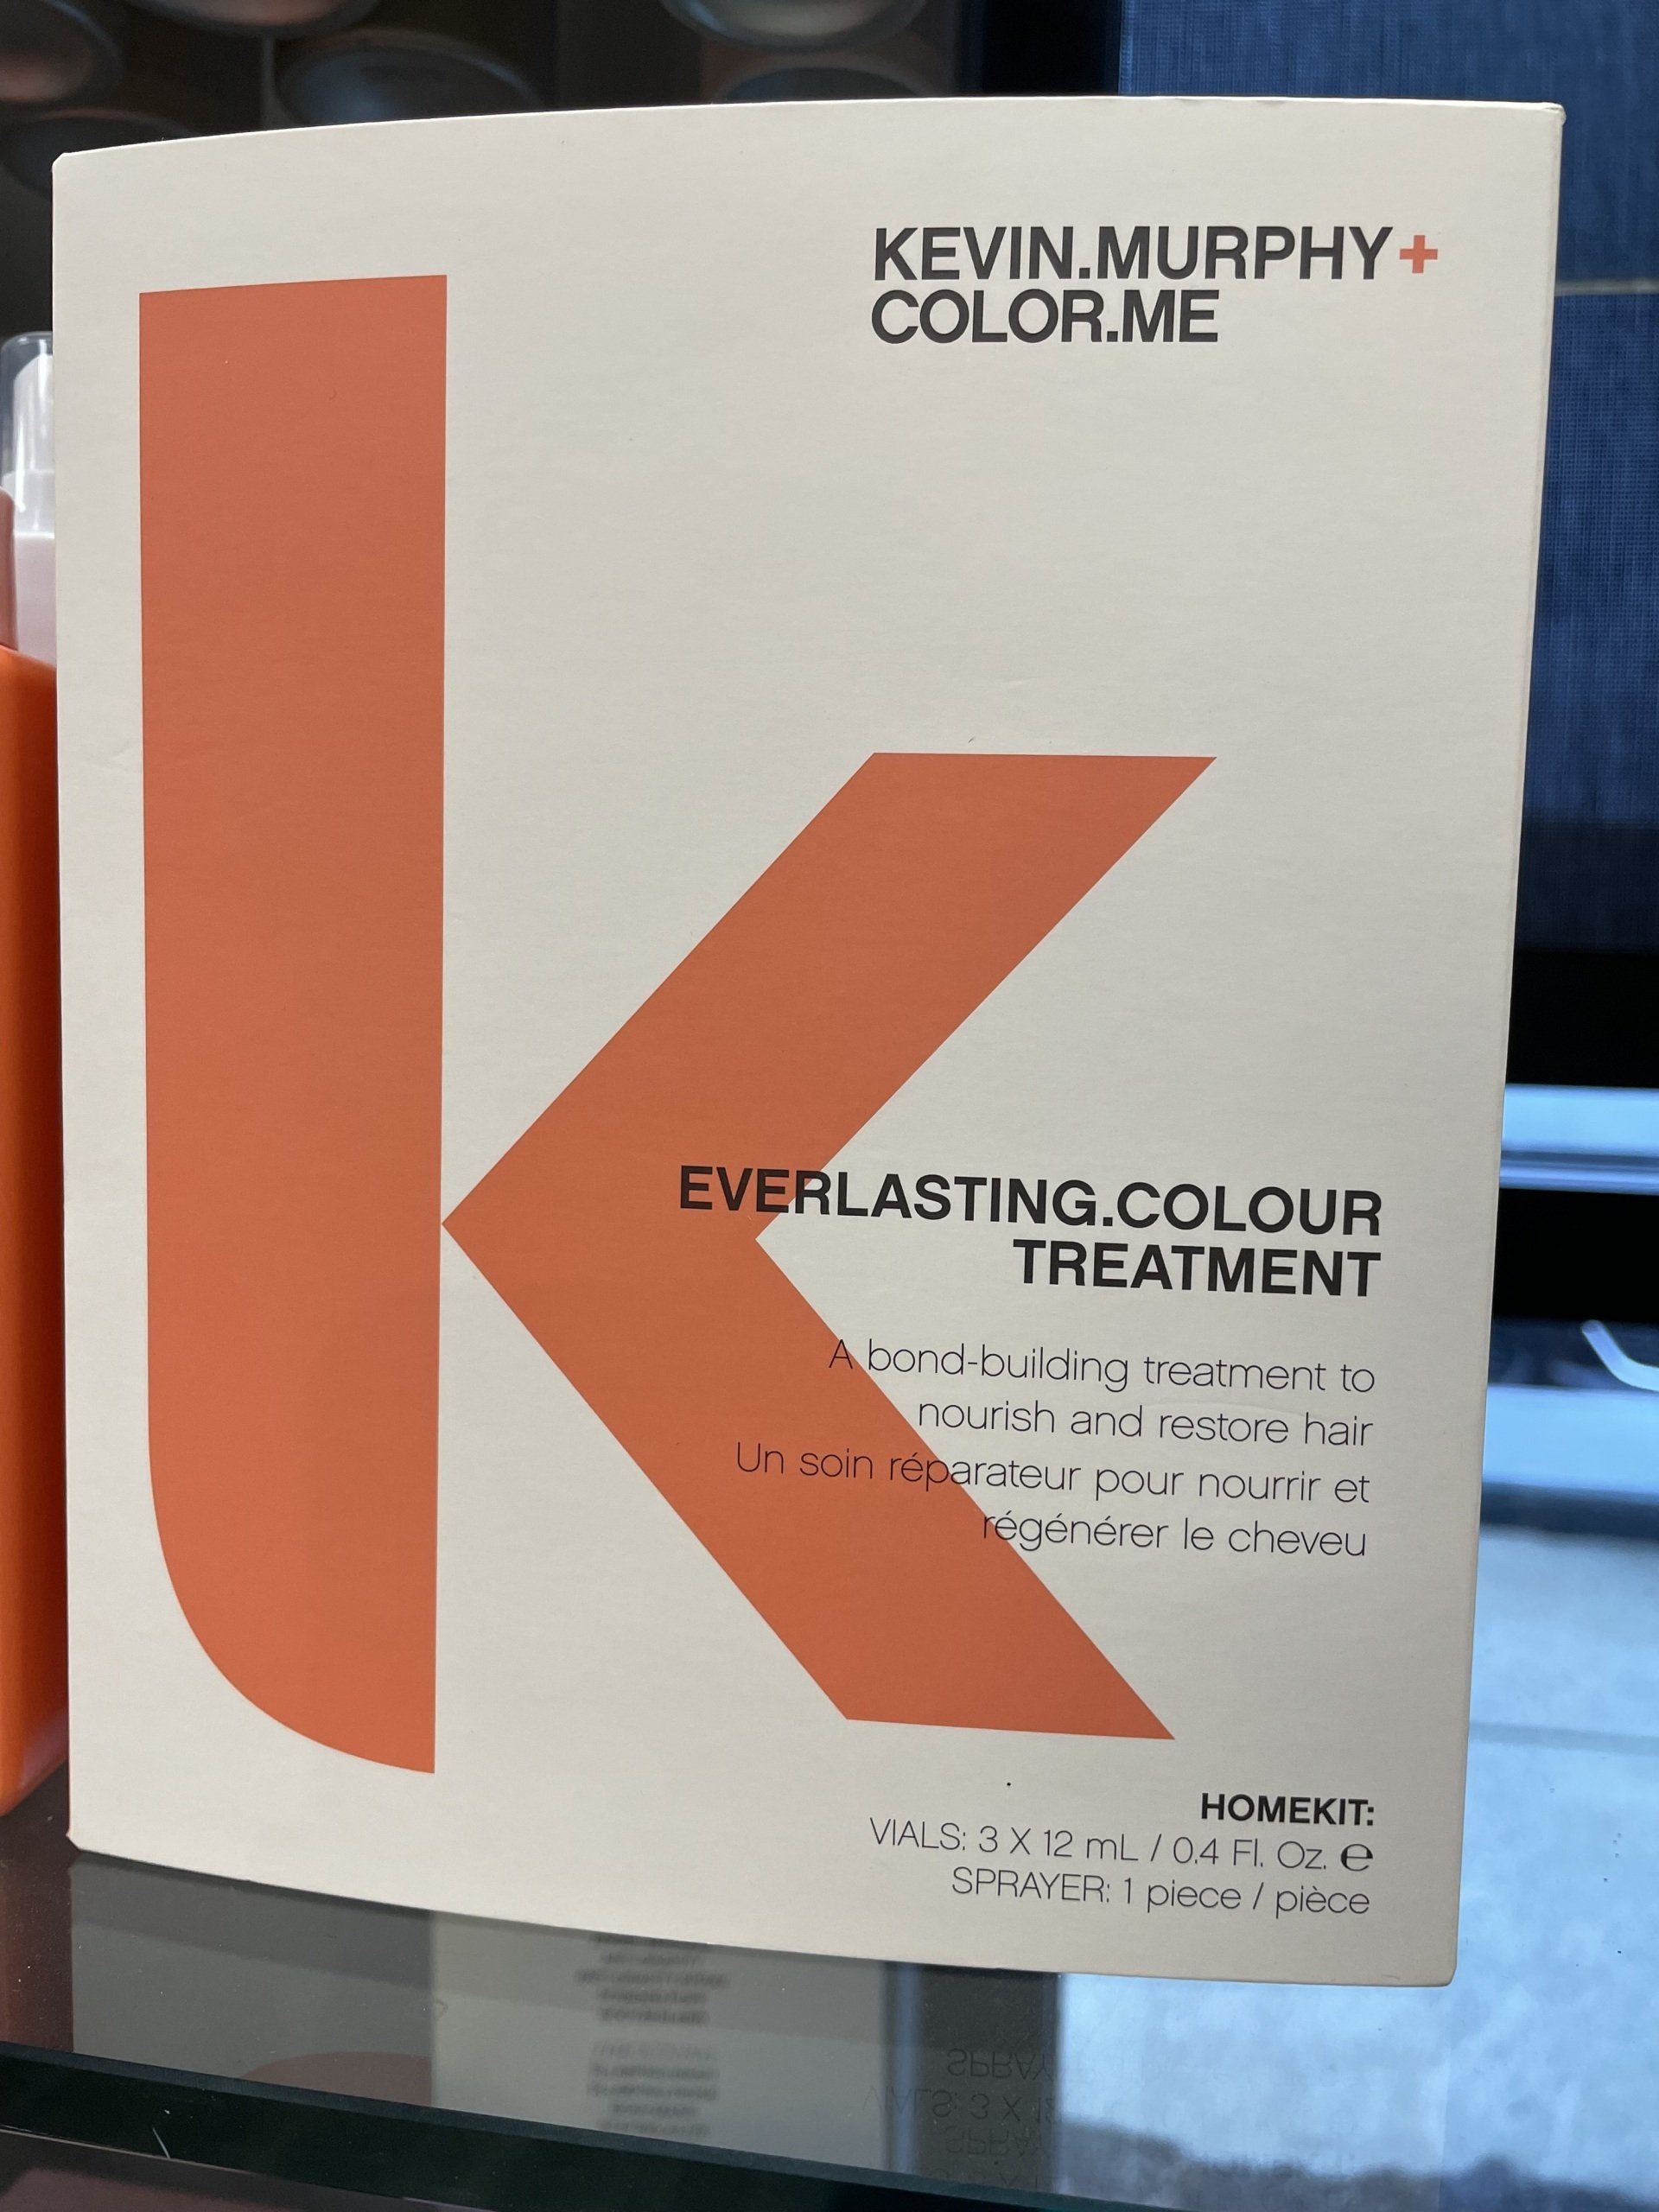 KEVIN.MURPHY+
COLOR.ME
k
EVERLASTING.COLOUR
TREATMENT
A bond-building treatment to
nourish and restore hair
Un soin réparateur pour nourrir et
régénérer le cheveu
HOMEKIT:
VIALS: 3 X 12 mL / 0.4 Fl. Oz. ℮
SPRAYER: 1 piece / pièce